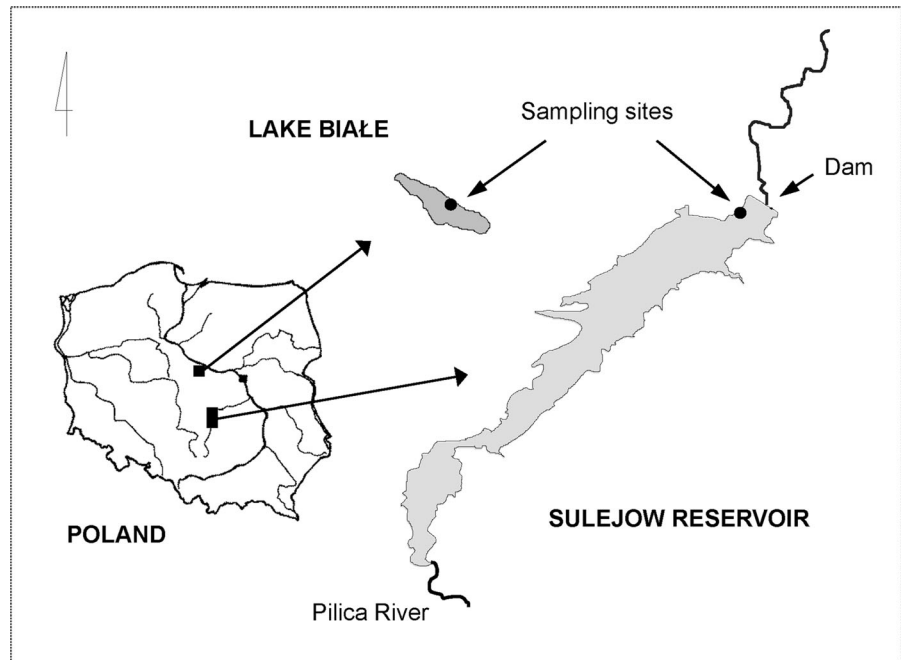 LAKE BIAŁE
Sampling sites
Dam
POLAND
SULEJOW RESERVOIR
Pilica River